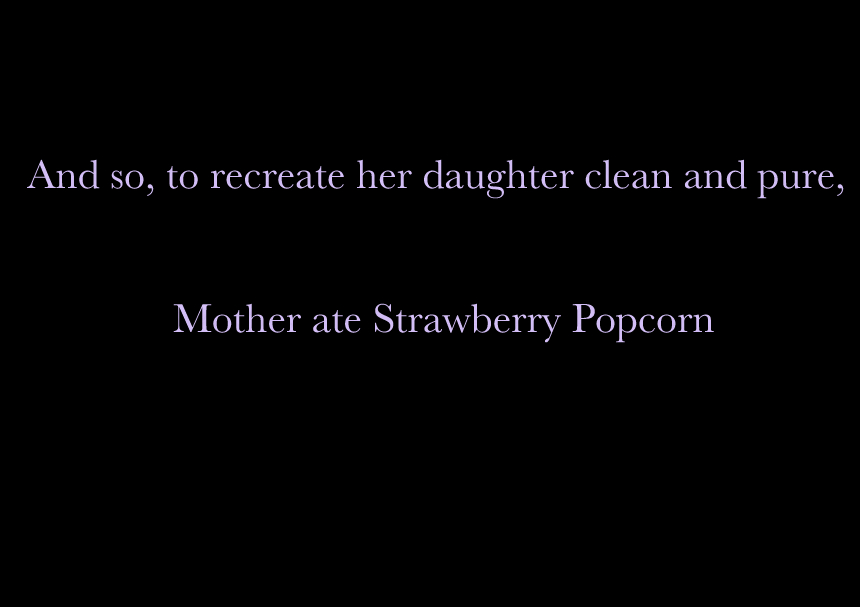 And so, to recreate her daughter clean and pure,
Mother ate Strawberry Popcorn